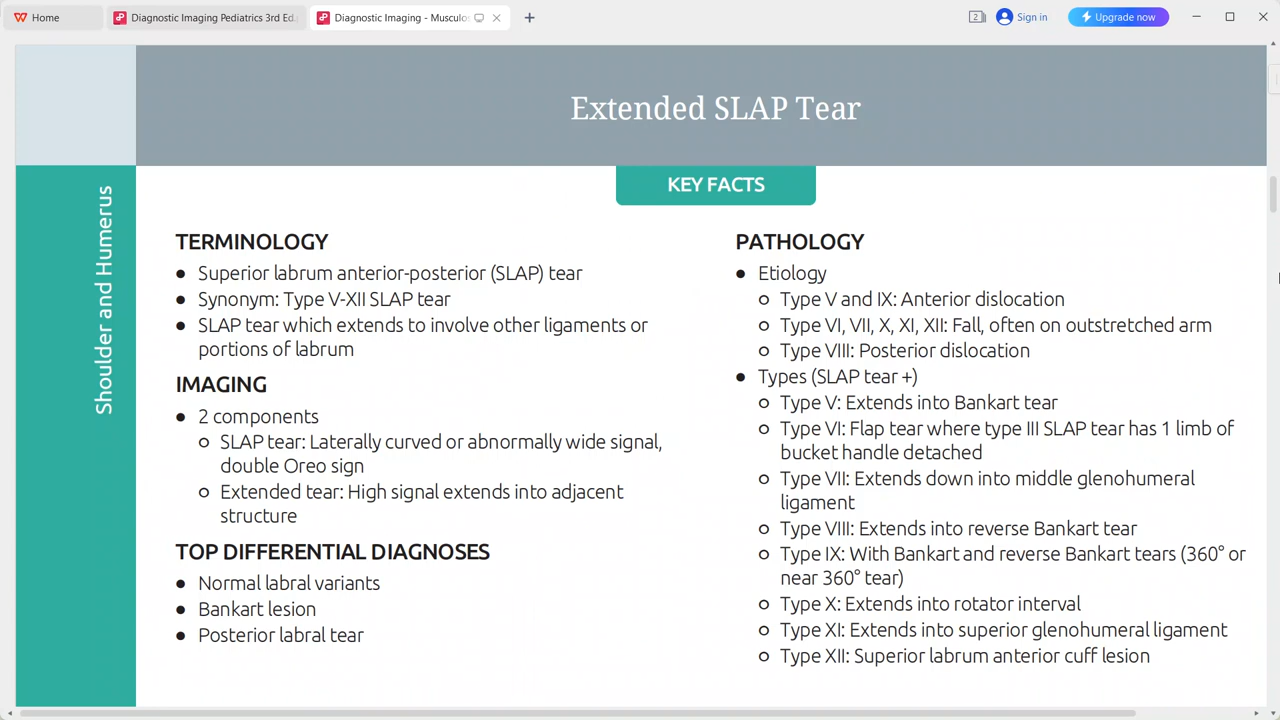 Home
Diagnostic Imaging Pediatrics 3rd Ed.
Diagnostic Imaging - Musculos
2
Sign in
Upgrade now
Extended SLAP Tear
KEY FACTS
Shoulder and Humerus
TERMINOLOGY
● Superior labrum anterior-posterior (SLAP) tear
● Synonym: Type V-XII SLAP tear
● SLAP tear which extends to involve other ligaments or
portions of labrum
IMAGING
● 2 components
○ SLAP tear: Laterally curved or abnormally wide signal,
double Oreo sign
○ Extended tear: High signal extends into adjacent
structure
TOP DIFFERENTIAL DIAGNOSES
● Normal labral variants
● Bankart lesion
● Posterior labral tear
PATHOLOGY
● Etiology
○ Type V and IX: Anterior dislocation
○ Type VI, VII, X, XI, XII: Fall, often on outstretched arm
○ Type VIII: Posterior dislocation
● Types (SLAP tear +)
○ Type V: Extends into Bankart tear
○ Type VI: Flap tear where type III SLAP tear has 1 limb of
bucket handle detached
○ Type VII: Extends down into middle glenohumeral
ligament
○ Type VIII: Extends into reverse Bankart tear
○ Type IX: With Bankart and reverse Bankart tears (360° or
near 360° tear)
○ Type X: Extends into rotator interval
○ Type XI: Extends into superior glenohumeral ligament
○ Type XII: Superior labrum anterior cuff lesion